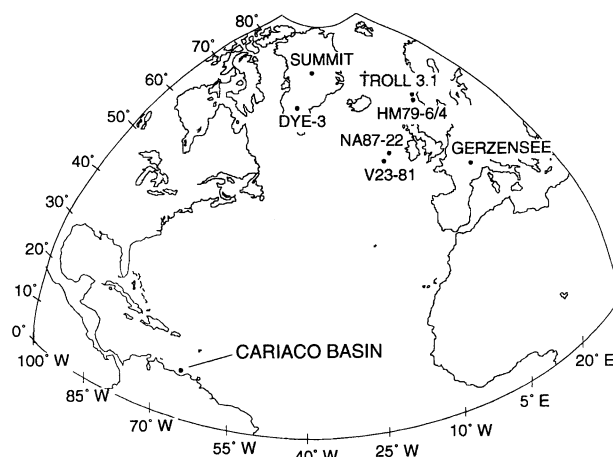 80°
70°
60°
50°
40°
30°
20°
10°
0°
SUMMIT
DYE-3
TROLL 3.1
HM79-6/4
NA87-22
V23-81
GERZENSEE
CARIACO BASIN
100° W
85° W
70° W
55° W
40° W
25° W
10° W
5° E
20° E